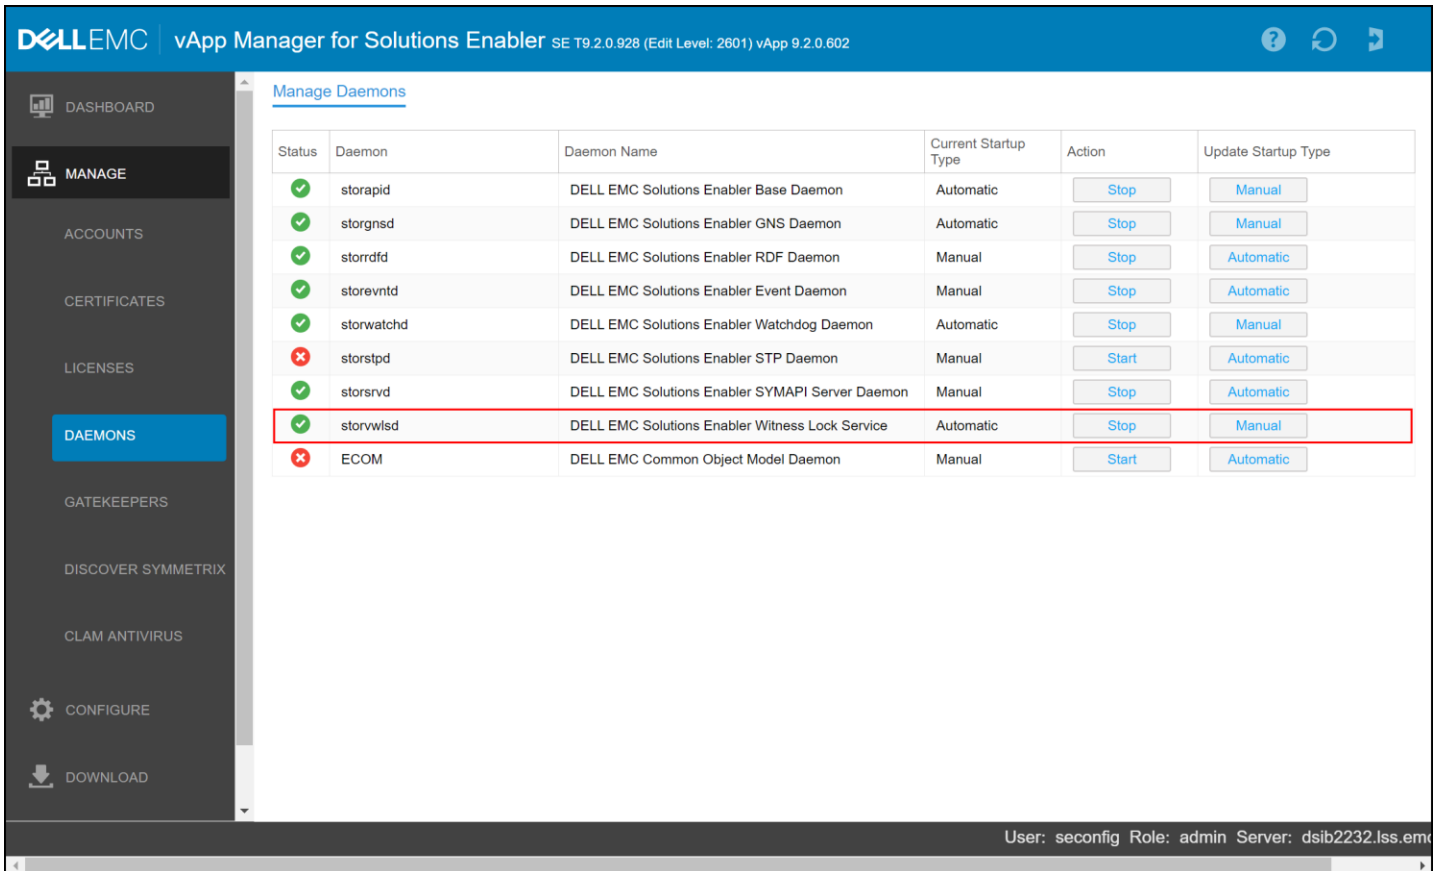 DELLEMC vApp Manager for Solutions Enabler SE T9.2.0.928 (Edit Level: 2601) vApp 9.2.0.602
DASHBOARD
MANAGE
ACCOUNTS
CERTIFICATES
LICENSES
DAEMONS
GATEKEEPERS
DISCOVER SYMMETRIX
CLAM ANTIVIRUS
CONFIGURE
DOWNLOAD
Manage Daemons
Status Daemon Daemon Name Current Startup Type Action Update Startup Type
storapid DELL EMC Solutions Enabler Base Daemon Automatic Stop Manual
storgnsd DELL EMC Solutions Enabler GNS Daemon Automatic Stop Manual
storrdfd DELL EMC Solutions Enabler RDF Daemon Manual Stop Automatic
storevntd DELL EMC Solutions Enabler Event Daemon Manual Stop Automatic
storwatchd DELL EMC Solutions Enabler Watchdog Daemon Automatic Stop Manual
storstpd DELL EMC Solutions Enabler STP Daemon Manual Start Automatic
storsrvd DELL EMC Solutions Enabler SYMAPI Server Daemon Manual Stop Automatic
storvwlsd DELL EMC Solutions Enabler Witness Lock Service Automatic Stop Manual
ECOM DELL EMC Common Object Model Daemon Manual Start Automatic
User: seconfig Role: admin Server: dsib2232.lss.emc